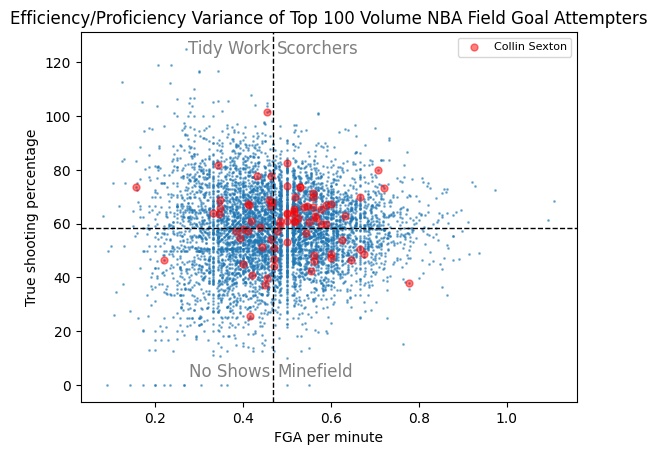 Efficiency/Proficiency Variance of Top 100 Volume NBA Field Goal Attempters
Tidy Work Scorchers
Collin Sexton
120
100
80
60
40
20
0
True shooting percentage
No Shows Minefield
0.2 0.4 0.6 0.8 1.0
FGA per minute